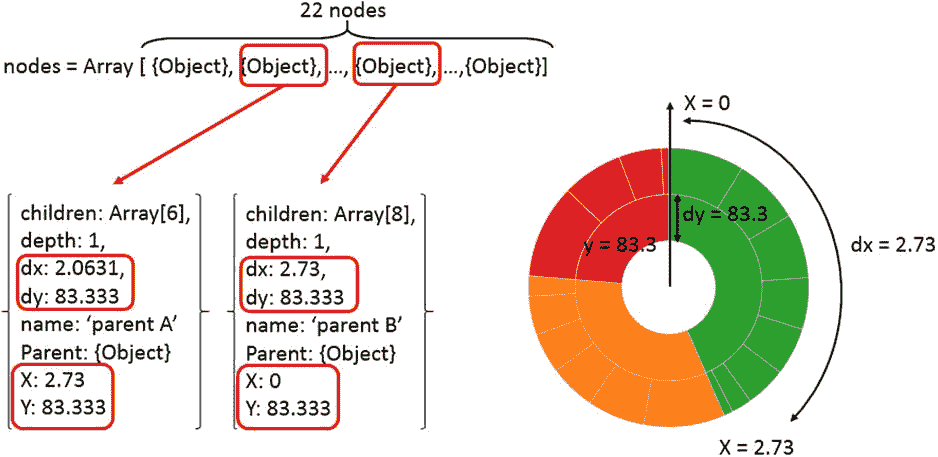 22 nodes
nodes = Array [ {Object}, {Object}, ..., {Object}, ...,{Object}]
children: Array[6],
depth: 1,
dx: 2.0631,
dy: 83.333
name: ‘parent A’
Parent: {Object}
X: 2.73
Y: 83.333
children: Array[8],
depth: 1,
dx: 2.73,
dy: 83.333
name: ‘parent B’
Parent: {Object}
X: 0
Y: 83.333
X = 0
dy = 83.3
y = 83.3
dx = 2.73
X = 2.73